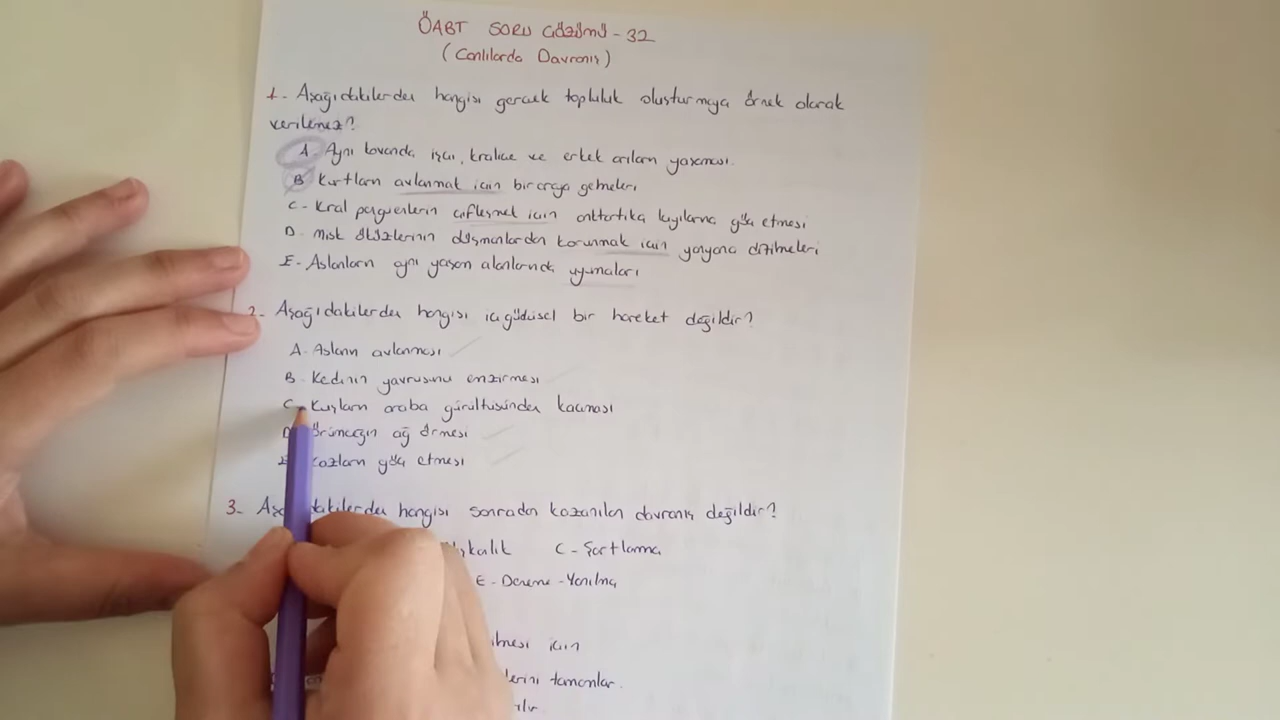 ÖABT SORU ÇÖZÜMÜ - 32
(Canlılarda Davranış)
1- Aşağıdakilerden hangisi gerçek topluluk oluşturmaya örnek olarak
verilemez?
A- Aynı kovanda işçi, kraliçe ve erkek arıların yaşaması.
B- Kurtların avlanmak için bir araya gelmeleri
C- Kral penguenlerin çiftleşmek için antartika kıyılarına göç etmesi
D- Misk öküzlerinin düşmanlardan korunmak için yanyana dizilmeleri
E- Aslanların aynı yaşam alanlarında uyumaları
2- Aşağıdakilerden hangisi içgüdüsel bir hareket değildir?
A- Aslanın avlanması
B- Kedinin yavrusunu emzirmesi
C- Kuşların araba gürültüsünden kaçması
D Örümceğin ağ örmesi
E kazların göç etmesi
3- Aşağıdakilerden hangisi sonradan kazanılan davranış değildir?
C- Şartlanma
E- Deneme-Yanılma
için
tamamlar.